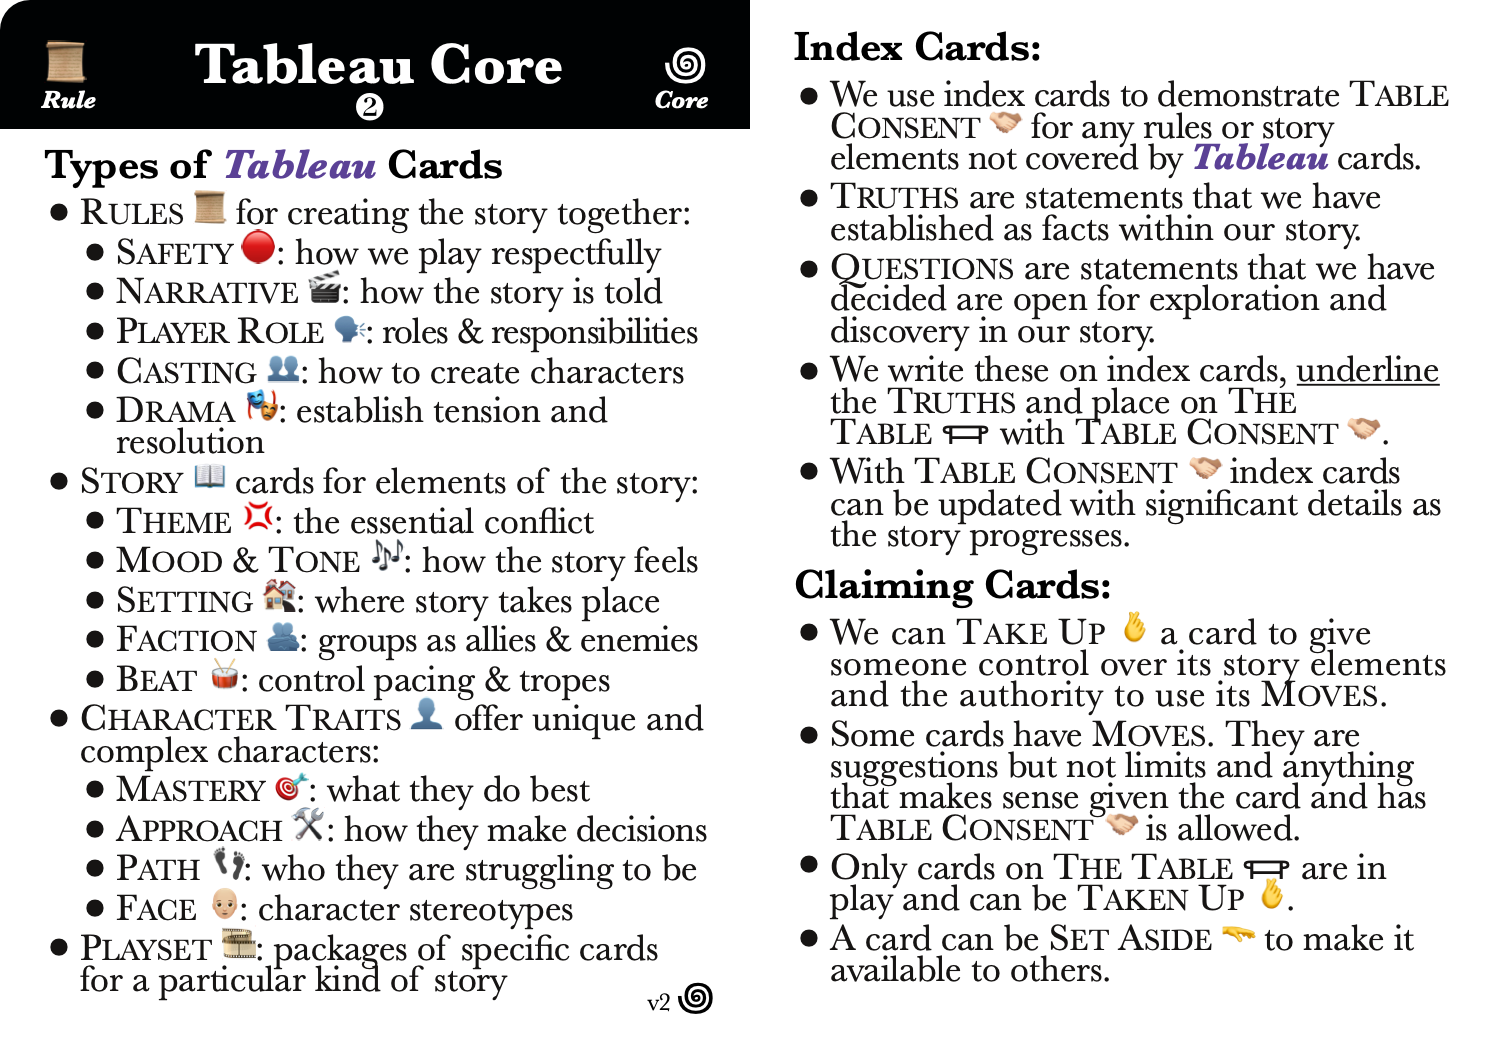 Rule
Tableau Core
❷
Core
Types of Tableau Cards
● RULES 📜 for creating the story together:
● SAFETY 🔴: how we play respectfully
● NARRATIVE 🎬: how the story is told
● PLAYER ROLE 🗣: roles & responsibilities
● CASTING 👥: how to create characters
● DRAMA 🎭: establish tension and
resolution
● STORY 📖 cards for elements of the story:
● THEME 💢: the essential conflict
● MOOD & TONE 🎶: how the story feels
● SETTING 🏘: where story takes place
● FACTION 🫂: groups as allies & enemies
● BEAT 🥁: control pacing & tropes
● CHARACTER TRAITS 👤 offer unique and
complex characters:
● MASTERY 🎯: what they do best
● APPROACH 🛠: how they make decisions
● PATH 👣: who they are struggling to be
● FACE 🧑🏼‍🦲: character stereotypes
● PLAYSET 🎞: packages of specific cards
for a particular kind of story
v2
Index Cards:
● We use index cards to demonstrate TABLE
CONSENT 🤝 for any rules or story
elements not covered by Tableau cards.
● TRUTHS are statements that we have
established as facts within our story.
● QUESTIONS are statements that we have
decided are open for exploration and
discovery in our story.
● We write these on index cards, underline
the TRUTHS and place on THE
TABLE with TABLE CONSENT 🤝.
● With TABLE CONSENT 🤝 index cards
can be updated with significant details as
the story progresses.
Claiming Cards:
● We can TAKE UP 🫰 a card to give
someone control over its story elements
and the authority to use its MOVES.
● Some cards have MOVES. They are
suggestions but not limits and anything
that makes sense given the card and has
TABLE CONSENT 🤝 is allowed.
● Only cards on THE TABLE are in
play and can be TAKEN UP 🫰.
● A card can be SET ASIDE 🫳 to make it
available to others.